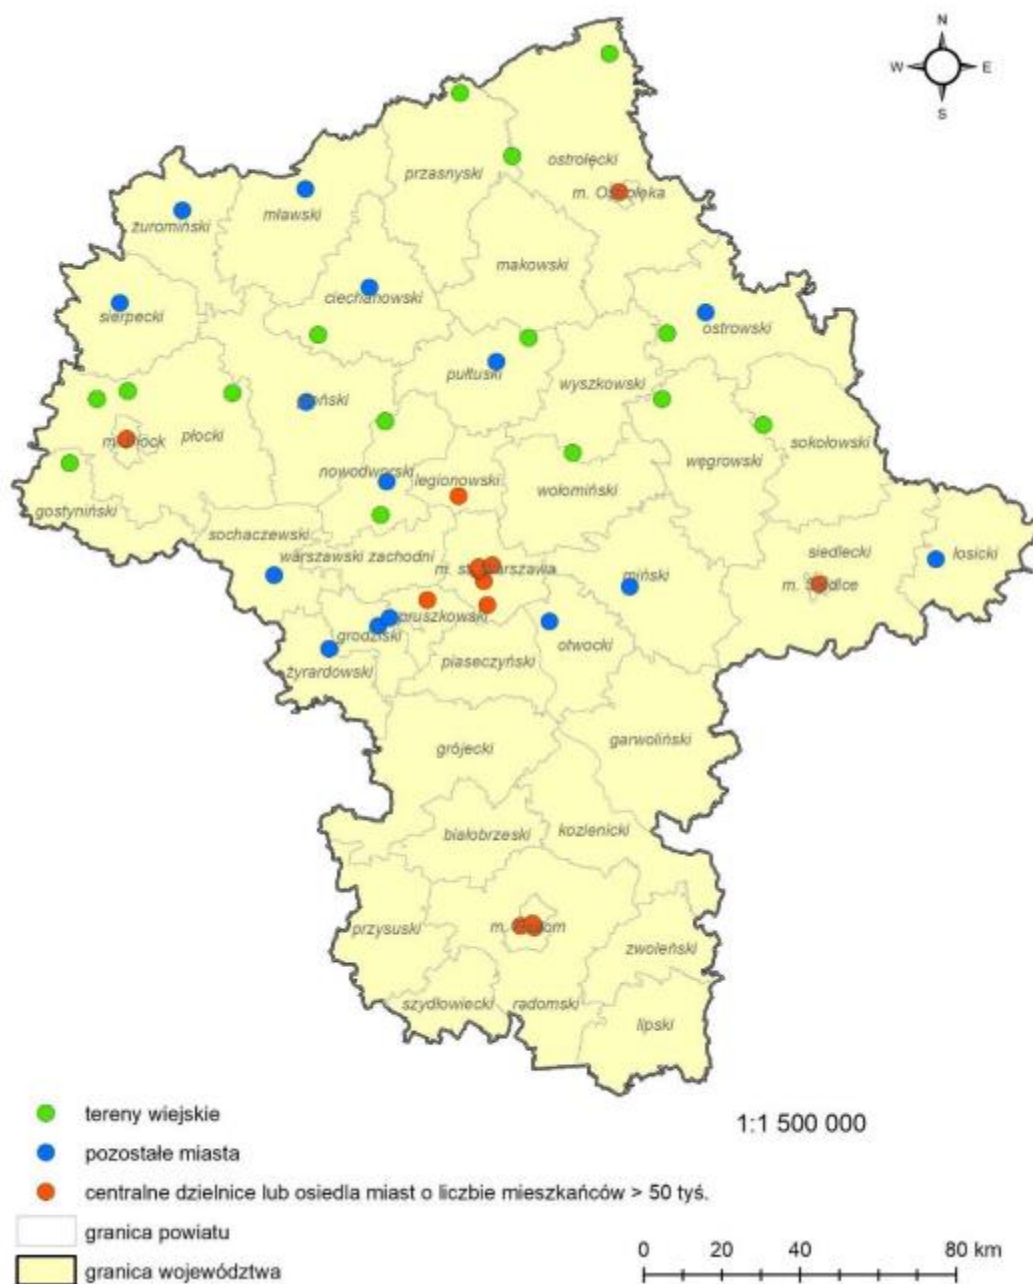 N
W E
S
ostrołęcki
przasnyski
m. Ostrołęka
mławski
żuromiński
makowski
ciechanowski
sierpecki
ostrowski
pułtuski
wyszkowski
płocki
sokołowski
węgrowski
nowodworski
legionowski
wołomiński
gostyniński
sochaczewski
warszawski zachodni
siedlecki
łosicki
m. st. Warszawa
miński
m. Siedlce
pruszkowski
grodziski
otwocki
piaseczyński
żyrardowski
garwoliński
grójecki
kozienicki
białobrzeski
przysuski
zwoleński
szydłowiecki
radomski
lipski
tereny wiejskie
1:1 500 000
pozostałe miasta
centralne dzielnice lub osiedla miast o liczbie mieszkańców > 50 tyś.
granica powiatu
granica województwa
0 20 40 80 km